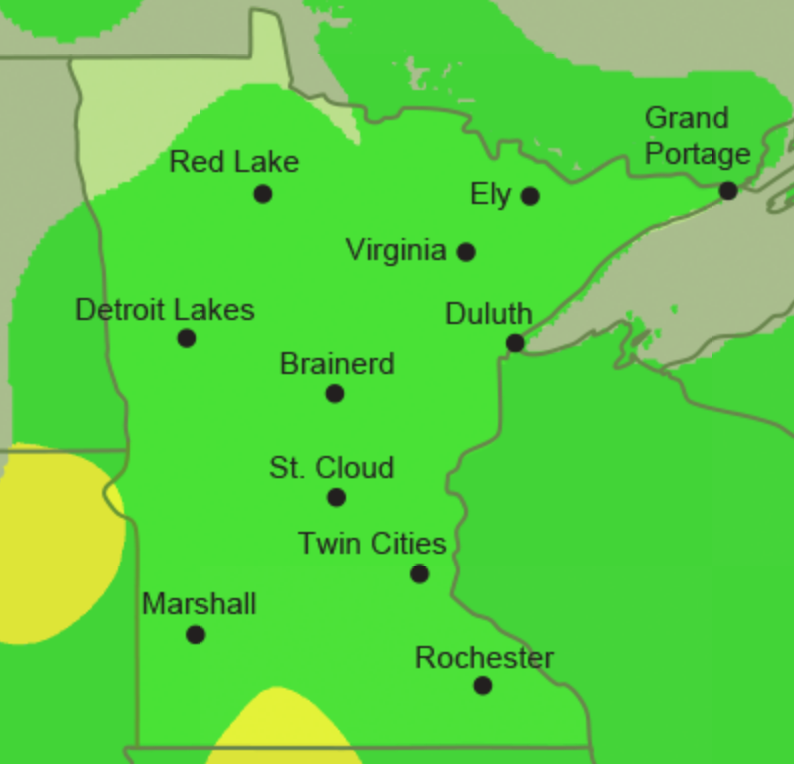 Grand
Portage
Red Lake
Ely
Virginia
Detroit Lakes
Duluth
Brainerd
St. Cloud
Twin Cities
Marshall
Rochester